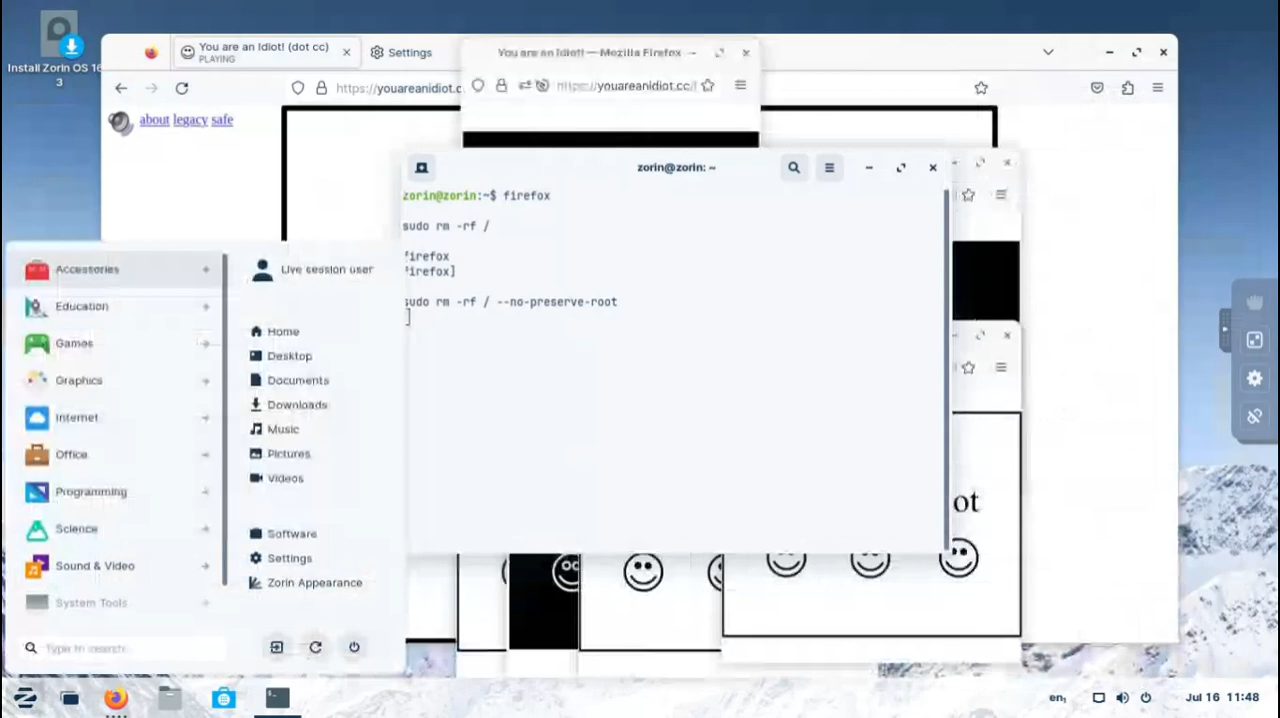 Install Zorin OS 16
3
You are an Idiot! (dot cc)
PLAYING
Settings
You are an Idiot! — Mozilla Firefox
https://youareanidiot.c
https://youareanidiot.cc/l
about legacy safe
zorin@zorin: ~
zorin@zorin:~$ firefox
sudo rm -rf /
firefox
firefox]
sudo rm -rf / --no-preserve-root
Accessories
Education
Games
Graphics
Internet
Office
Programming
Science
Sound & Video
System Tools
Type to search...
Live session user
Home
Desktop
Documents
Downloads
Music
Pictures
Videos
Software
Settings
Zorin Appearance
ot
en₁
Jul 16 11:48